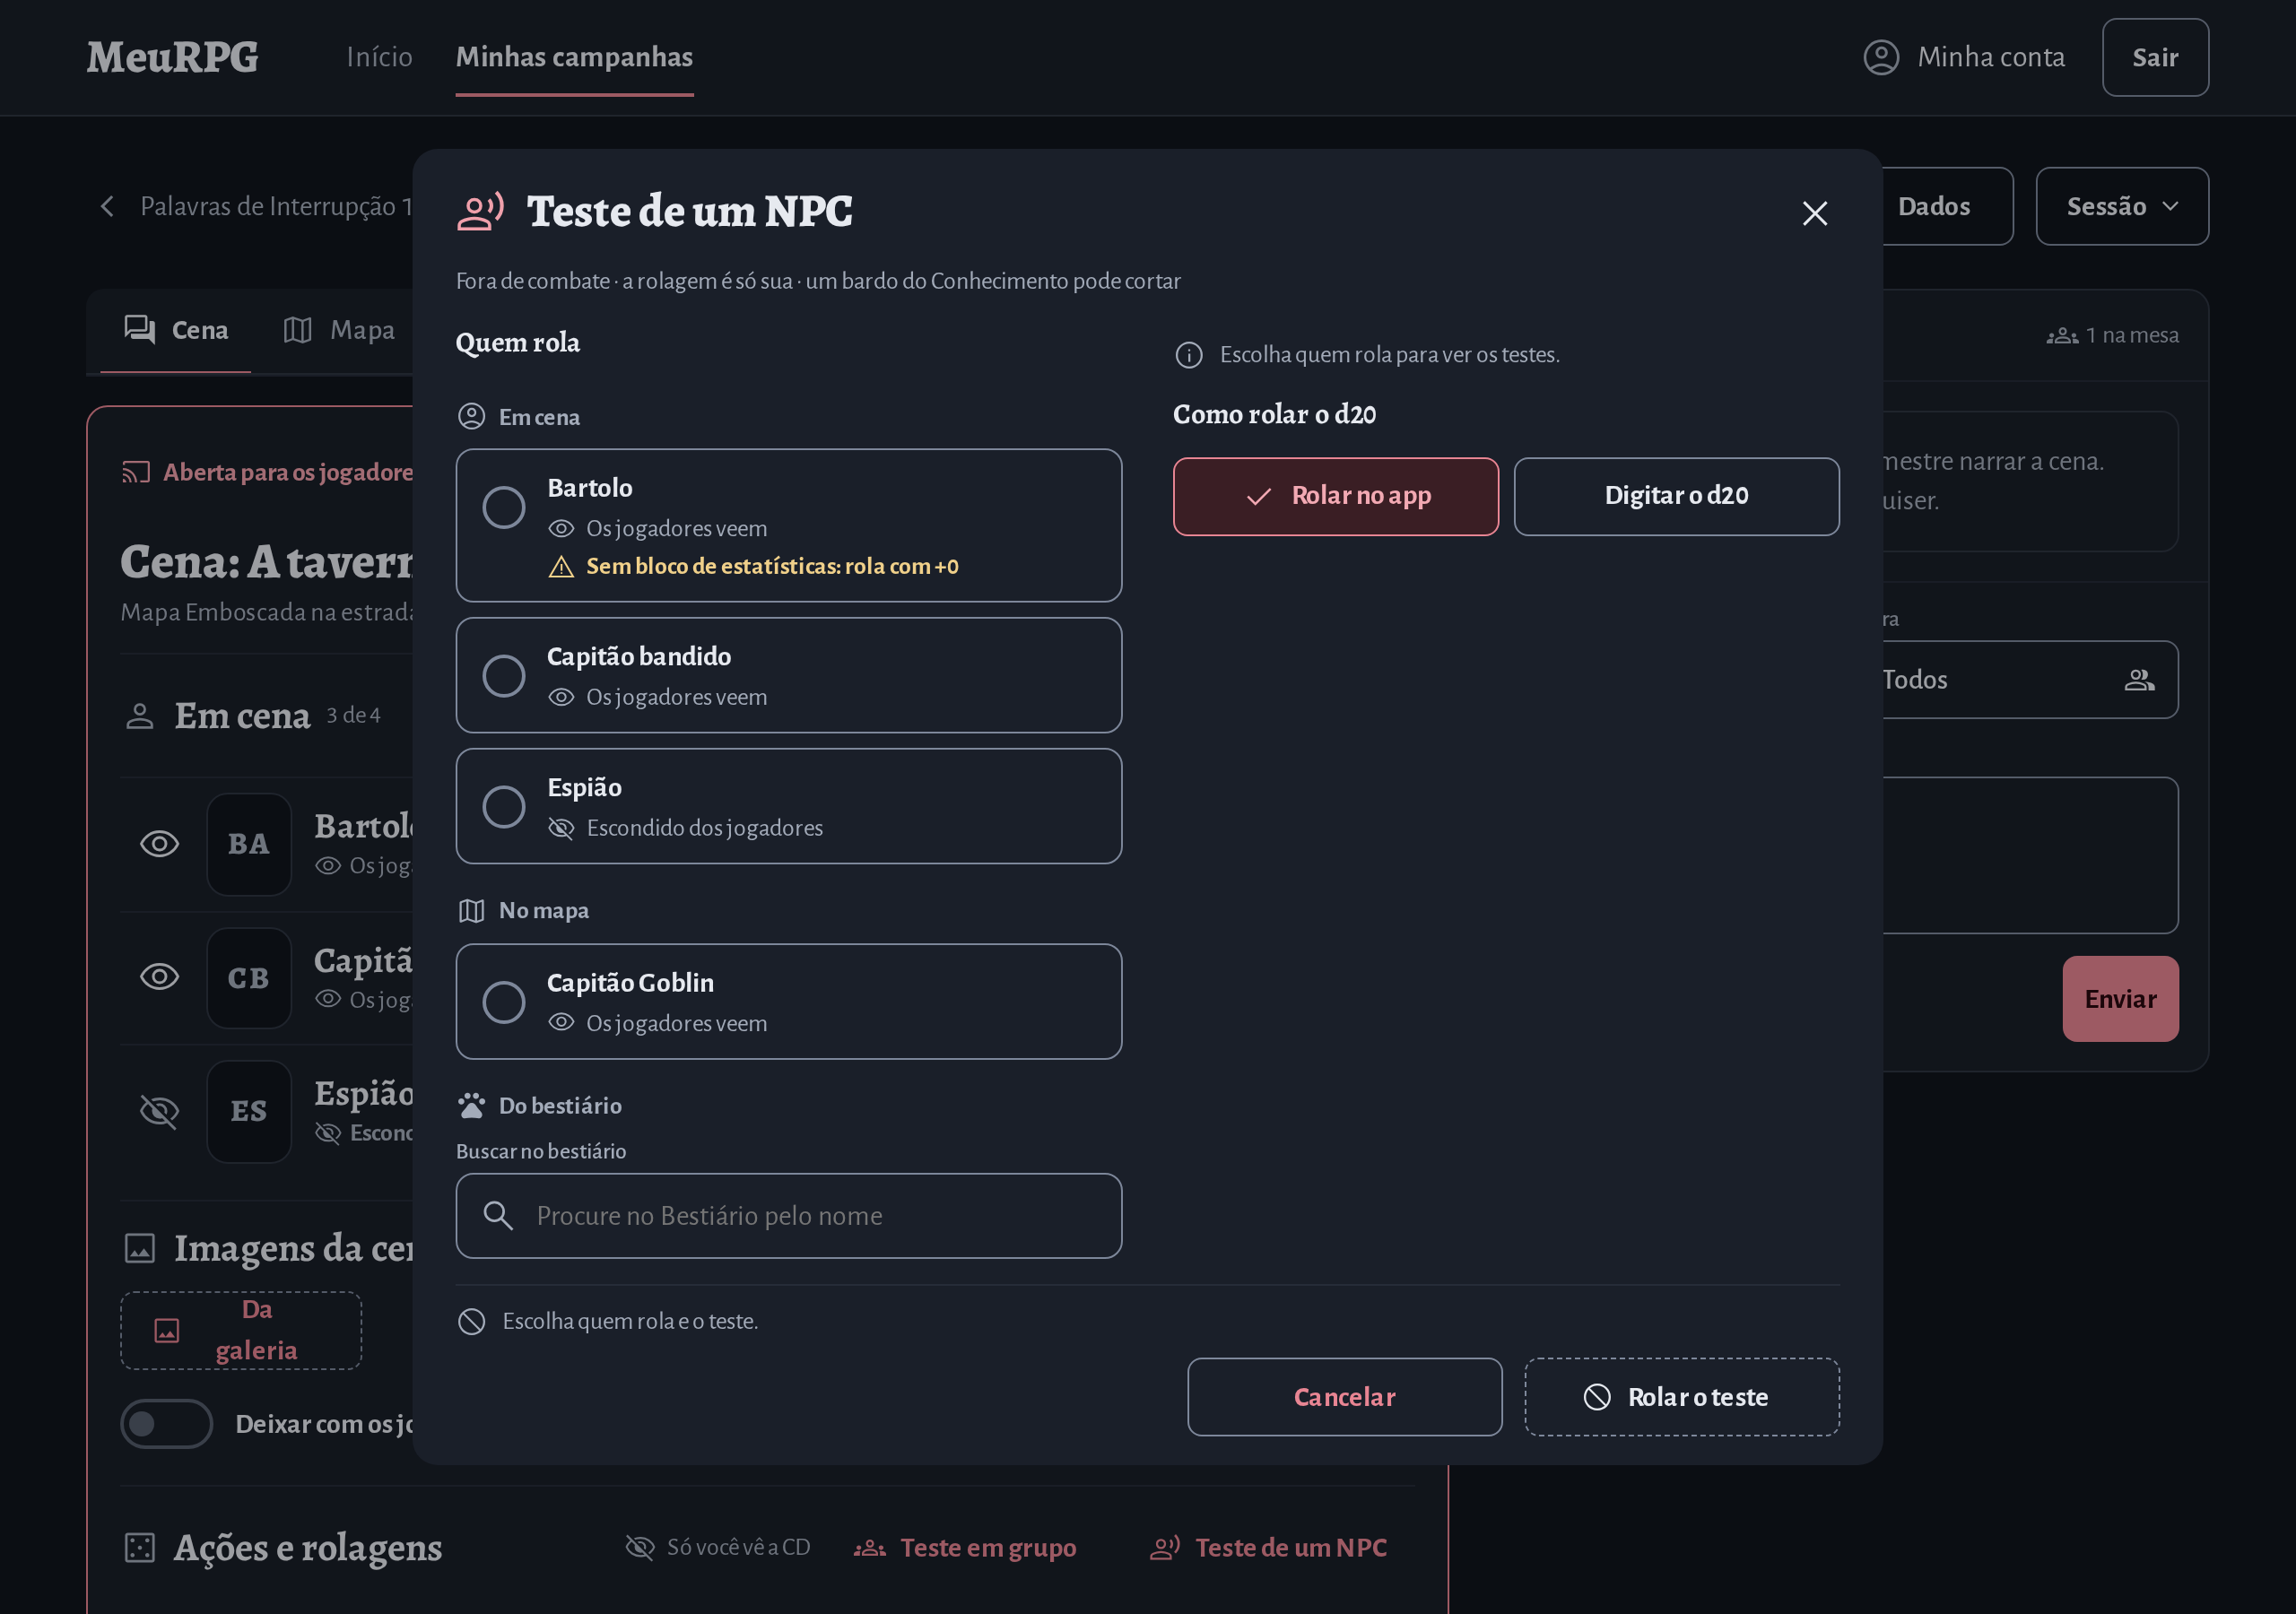 MeuRPG
Início
Minhas campanhas
Minha conta
Sair
Palavras de Interrupção 1
Dados
Sessão
Cena
Mapa
1 na mesa
Aberta para os jogadore
mestre narrar a cena.
uiser.
Cena: A tavern
Mapa Emboscada na estrada
ra
Todos
Em cena
3 de 4
BA
Bartolo
Os jog
CB
Capitã
Os jog
ES
Espião
Escond
Enviar
Imagens da cen
Da
galeria
Deixar com os jo
Ações e rolagens
Só você vê a CD
Teste em grupo
Teste de um NPC
Teste de um NPC
Fora de combate · a rolagem é só sua · um bardo do Conhecimento pode cortar
Quem rola
Em cena
Bartolo
Os jogadores veem
Sem bloco de estatísticas: rola com +0
Capitão bandido
Os jogadores veem
Espião
Escondido dos jogadores
No mapa
Capitão Goblin
Os jogadores veem
Do bestiário
Buscar no bestiário
Procure no Bestiário pelo nome
Escolha quem rola para ver os testes.
Como rolar o d20
Rolar no app
Digitar o d20
Escolha quem rola e o teste.
Cancelar
Rolar o teste